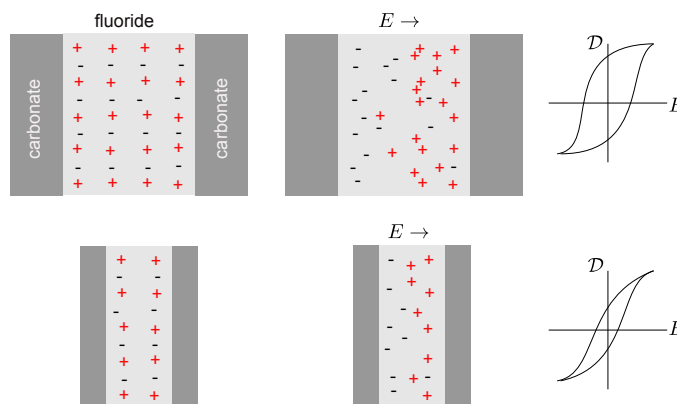 fluoride
E →
carbonate
carbonate
𝒟
E
E →
𝒟
E